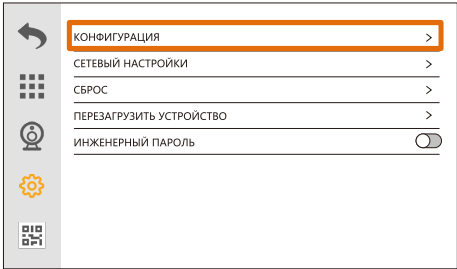 КОНФИГУРАЦИЯ
СЕТЕВЫЙ НАСТРОЙКИ
СБРОС
ПЕРЕЗАГРУЗИТЬ УСТРОЙСТВО
ИНЖЕНЕРНЫЙ ПАРОЛЬ